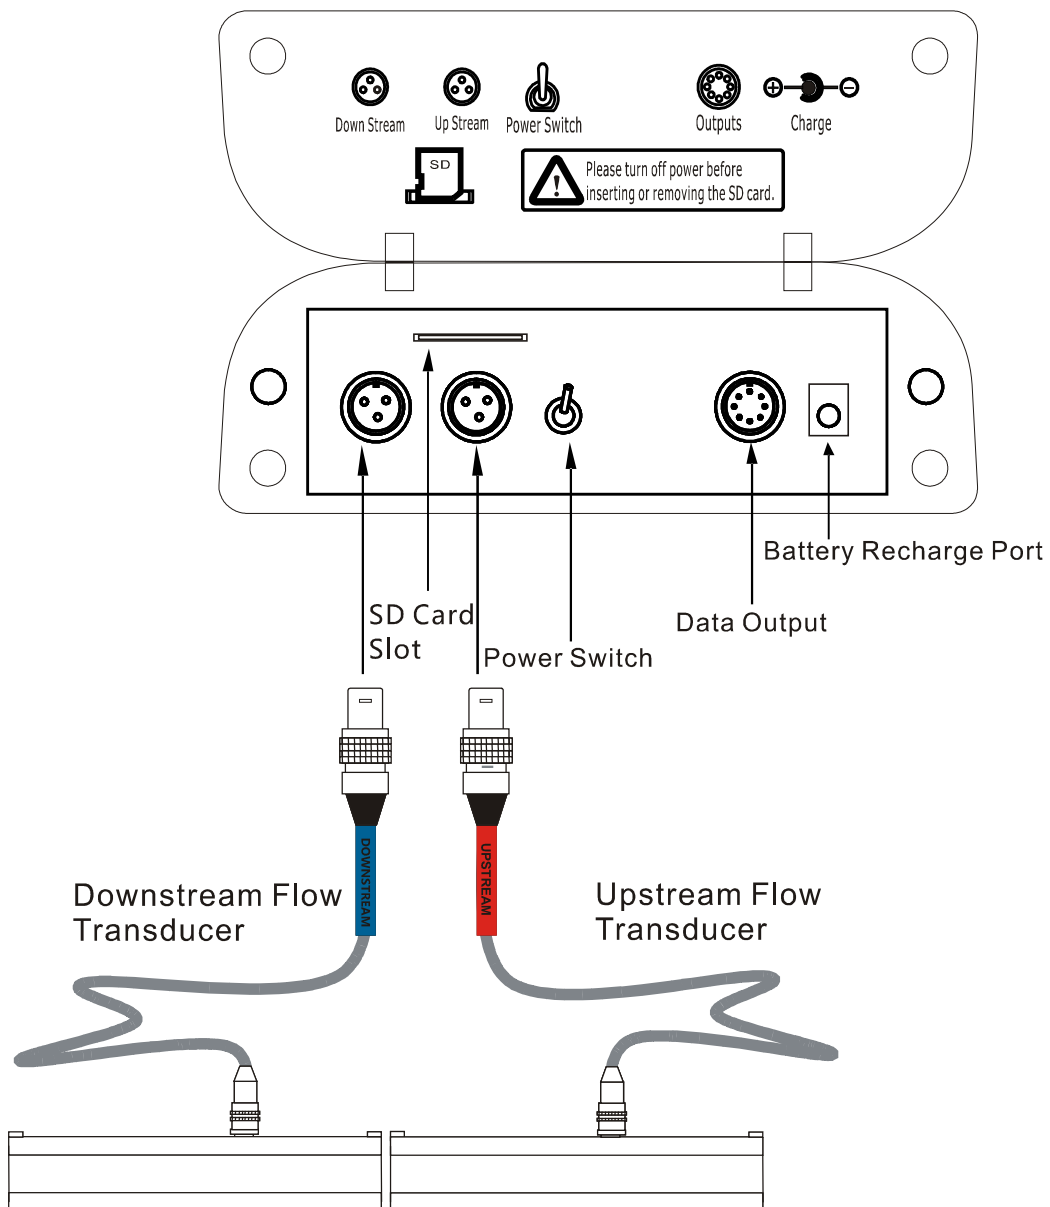 Down Stream
Up Stream
Power Switch
Outputs
Charge
SD
Please turn off power before
inserting or removing the SD card.
Battery Recharge Port
SD Card
Slot
Data Output
Power Switch
DOWNSTREAM
UPSTREAM
Downstream Flow
Transducer
Upstream Flow
Transducer